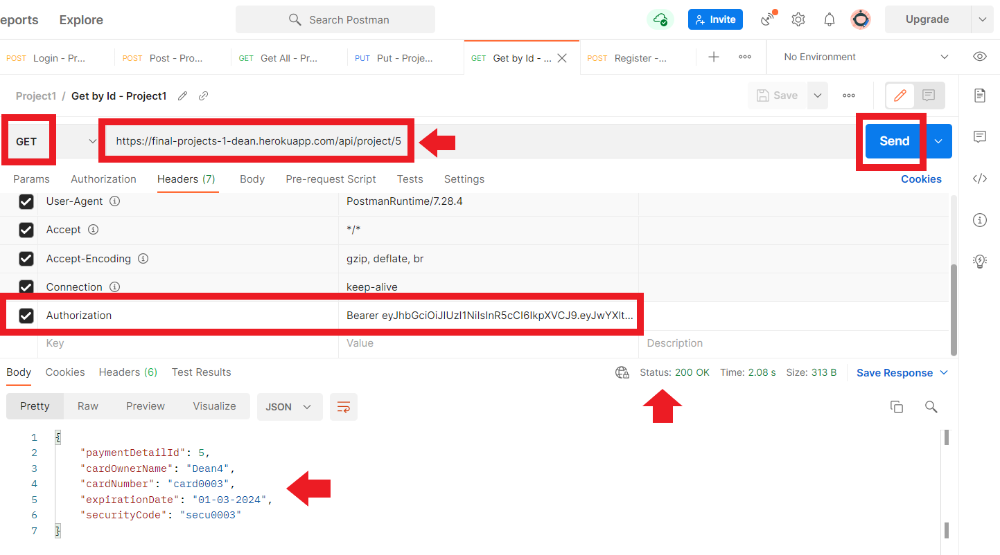 eports Explore Search Postman Invite Upgrade
POST Login - Pr... POST Post - Pro... GET Get All - Pr... PUT Put - Proje... GET Get by Id - ... POST Register -... No Environment
Project1 / Get by Id - Project1 Save
GET https://final-projects-1-dean.herokuapp.com/api/project/5 Send
Params Authorization Headers (7) Body Pre-request Script Tests Settings Cookies
User-Agent PostmanRuntime/7.28.4
Accept */*
Accept-Encoding gzip, deflate, br
Connection keep-alive
Authorization Bearer eyJhbGciOiJIUzI1NiIsInR5cCI6IkpXVCJ9.eyJwYXlt...
Key Value Description
Body Cookies Headers (6) Test Results Status: 200 OK Time: 2.08 s Size: 313 B Save Response
Pretty Raw Preview Visualize JSON
1 {
2 "paymentDetailId": 5,
3 "cardOwnerName": "Dean4",
4 "cardNumber": "card0003",
5 "expirationDate": "01-03-2024",
6 "securityCode": "secu0003"
7 }